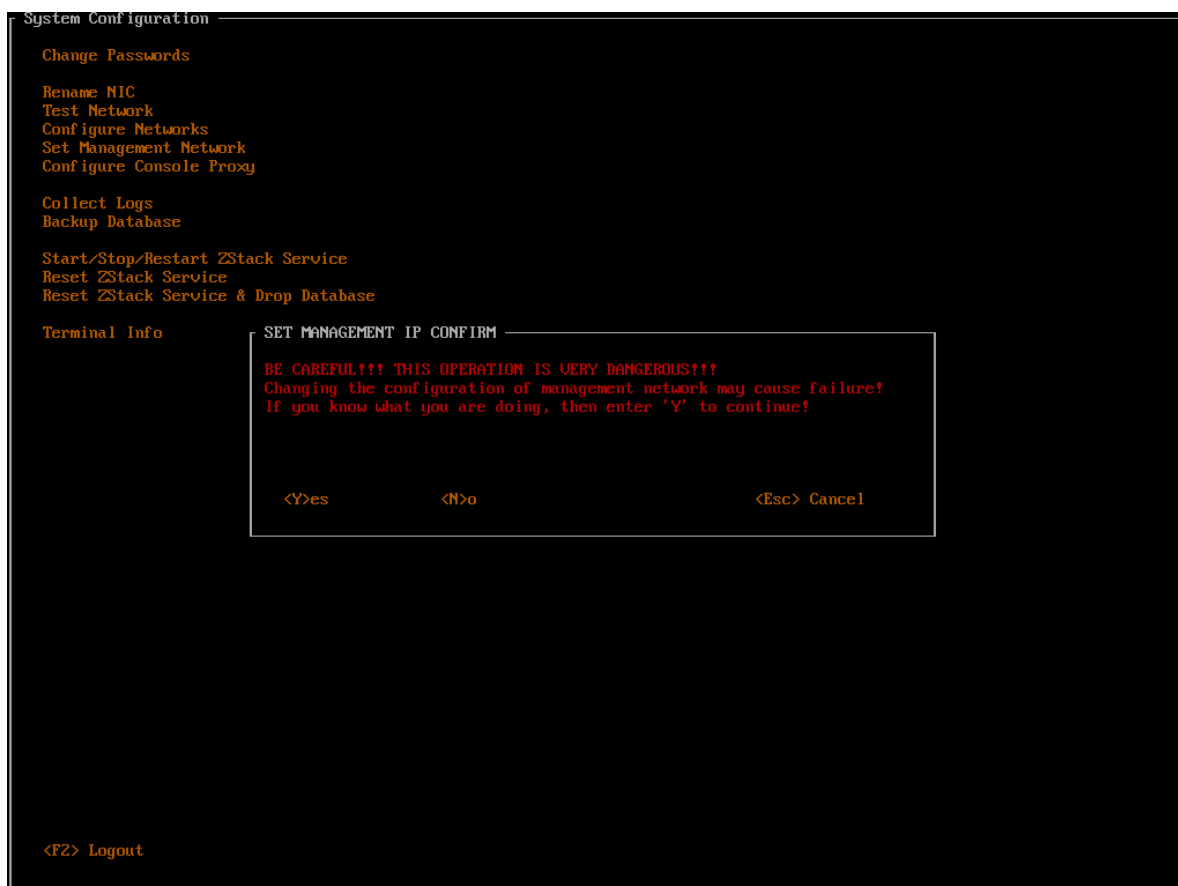 System Configuration
Change Passwords
Rename NIC
Test Network
Configure Networks
Set Management Network
Configure Console Proxy
Collect Logs
Backup Database
Start/Stop/Restart ZStack Service
Reset ZStack Service
Reset ZStack Service & Drop Database
Terminal Info
SET MANAGEMENT IP CONFIRM
BE CAREFUL!!! THIS OPERATION IS VERY DANGEROUS!!!
Changing the configuration of management network may cause failure!
If you know what you are doing, then enter 'Y' to continue!
<Y>es <N>o <Esc> Cancel
<F2> Logout